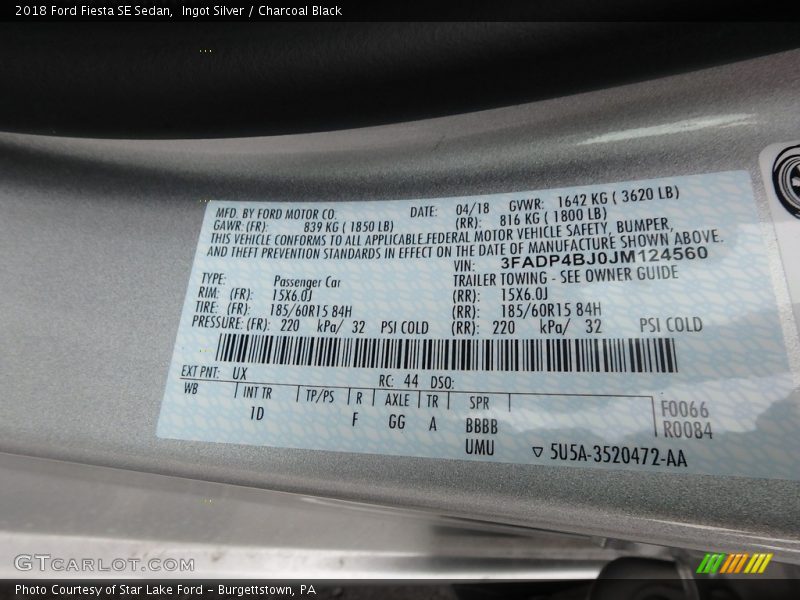 2018 Ford Fiesta SE Sedan,  Ingot Silver / Charcoal Black
MFD. BY FORD MOTOR CO. DATE: 04/18 GVWR: 1642 KG ( 3620 LB)
GAWR: (FR): 839 KG ( 1850 LB) (RR): 816 KG ( 1800 LB)
THIS VEHICLE CONFORMS TO ALL APPLICABLE FEDERAL MOTOR VEHICLE SAFETY, BUMPER,
AND THEFT PREVENTION STANDARDS IN EFFECT ON THE DATE OF MANUFACTURE SHOWN ABOVE.
VIN: 3FADP4BJ0JM124560
TYPE: Passenger Car TRAILER TOWING - SEE OWNER GUIDE
RIM: (FR): 15X6.0J (RR): 15X6.0J
TIRE: (FR): 185/60R15 84H (RR): 185/60R15 84H
PRESSURE: (FR): 220 kPa/ 32 PSI COLD (RR): 220 kPa/ 32 PSI COLD
EXT PNT: UX RC: 44 DSO:
WB INT TR TP/PS R AXLE TR SPR
1D F GG A BBBB
UMU
F0066
R0084
▽ 5U5A-3520472-AA
GTCARLOT.COM
Photo Courtesy of Star Lake Ford - Burgettstown, PA